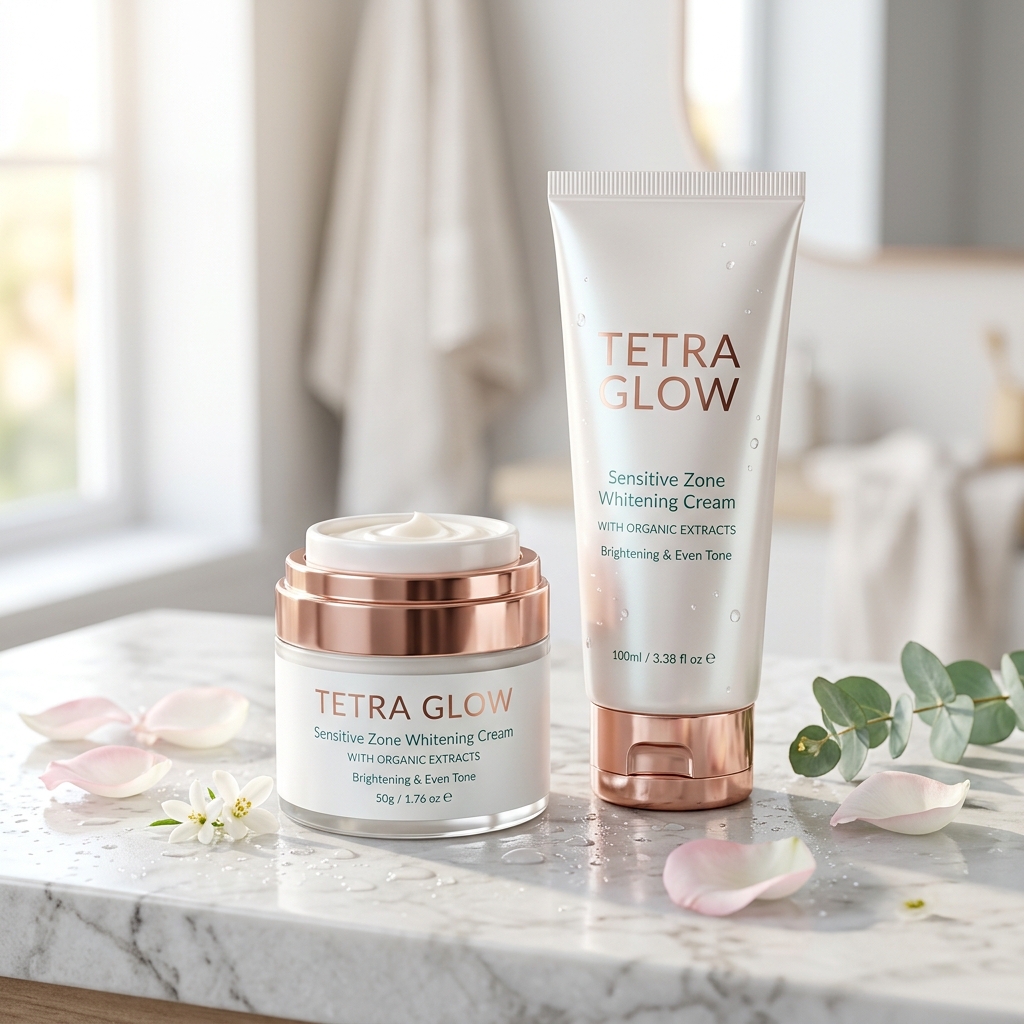 TETRA GLOW
Sensitive Zone Whitening Cream
WITH ORGANIC EXTRACTS
Brightening & Even Tone
50g / 1.76 oz ℮
TETRA
GLOW
Sensitive Zone
Whitening Cream
WITH ORGANIC EXTRACTS
Brightening & Even Tone
100ml / 3.38 fl oz ℮